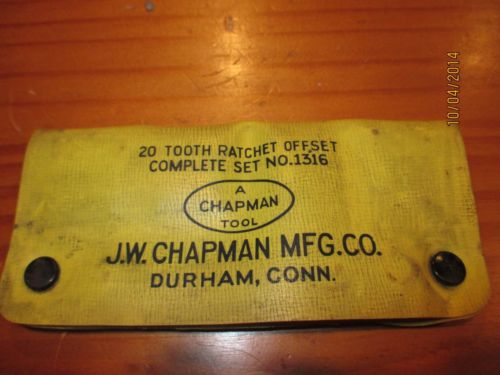 20 TOOTH RATCHET OFFSET
COMPLETE SET NO.1316
A
CHAPMAN
TOOL
J.W. CHAPMAN MFG.CO.
DURHAM, CONN.
10/04/2014